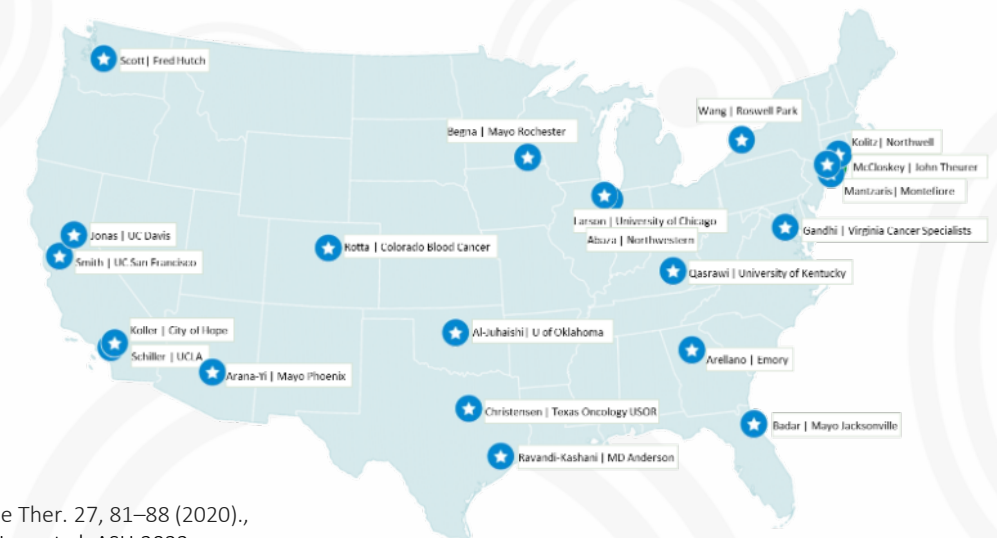 Scott| Fred Hutch
Wang | Roswell Park
Begna | Mayo Rochester
Kolitz| Northwell
McCloskey | John Theurer
Mantzaris| Montefiore
Larson | University of Chicago
Abaza | Northwestern
Gandhi | Virginia Cancer Specialists
Jonas | UC Davis
Smith | UC San Francisco
Rotta | Colorado Blood Cancer
Qasrawi | University of Kentucky
Koller | City of Hope
Schiller | UCLA
Al-Juhaishi| U of Oklahoma
Arellano | Emory
Arana-Yi | Mayo Phoenix
Christensen | Texas Oncology USOR
Badar | Mayo Jacksonville
Ravandi-Kashani | MD Anderson
e Ther. 27, 81–88 (2020).,